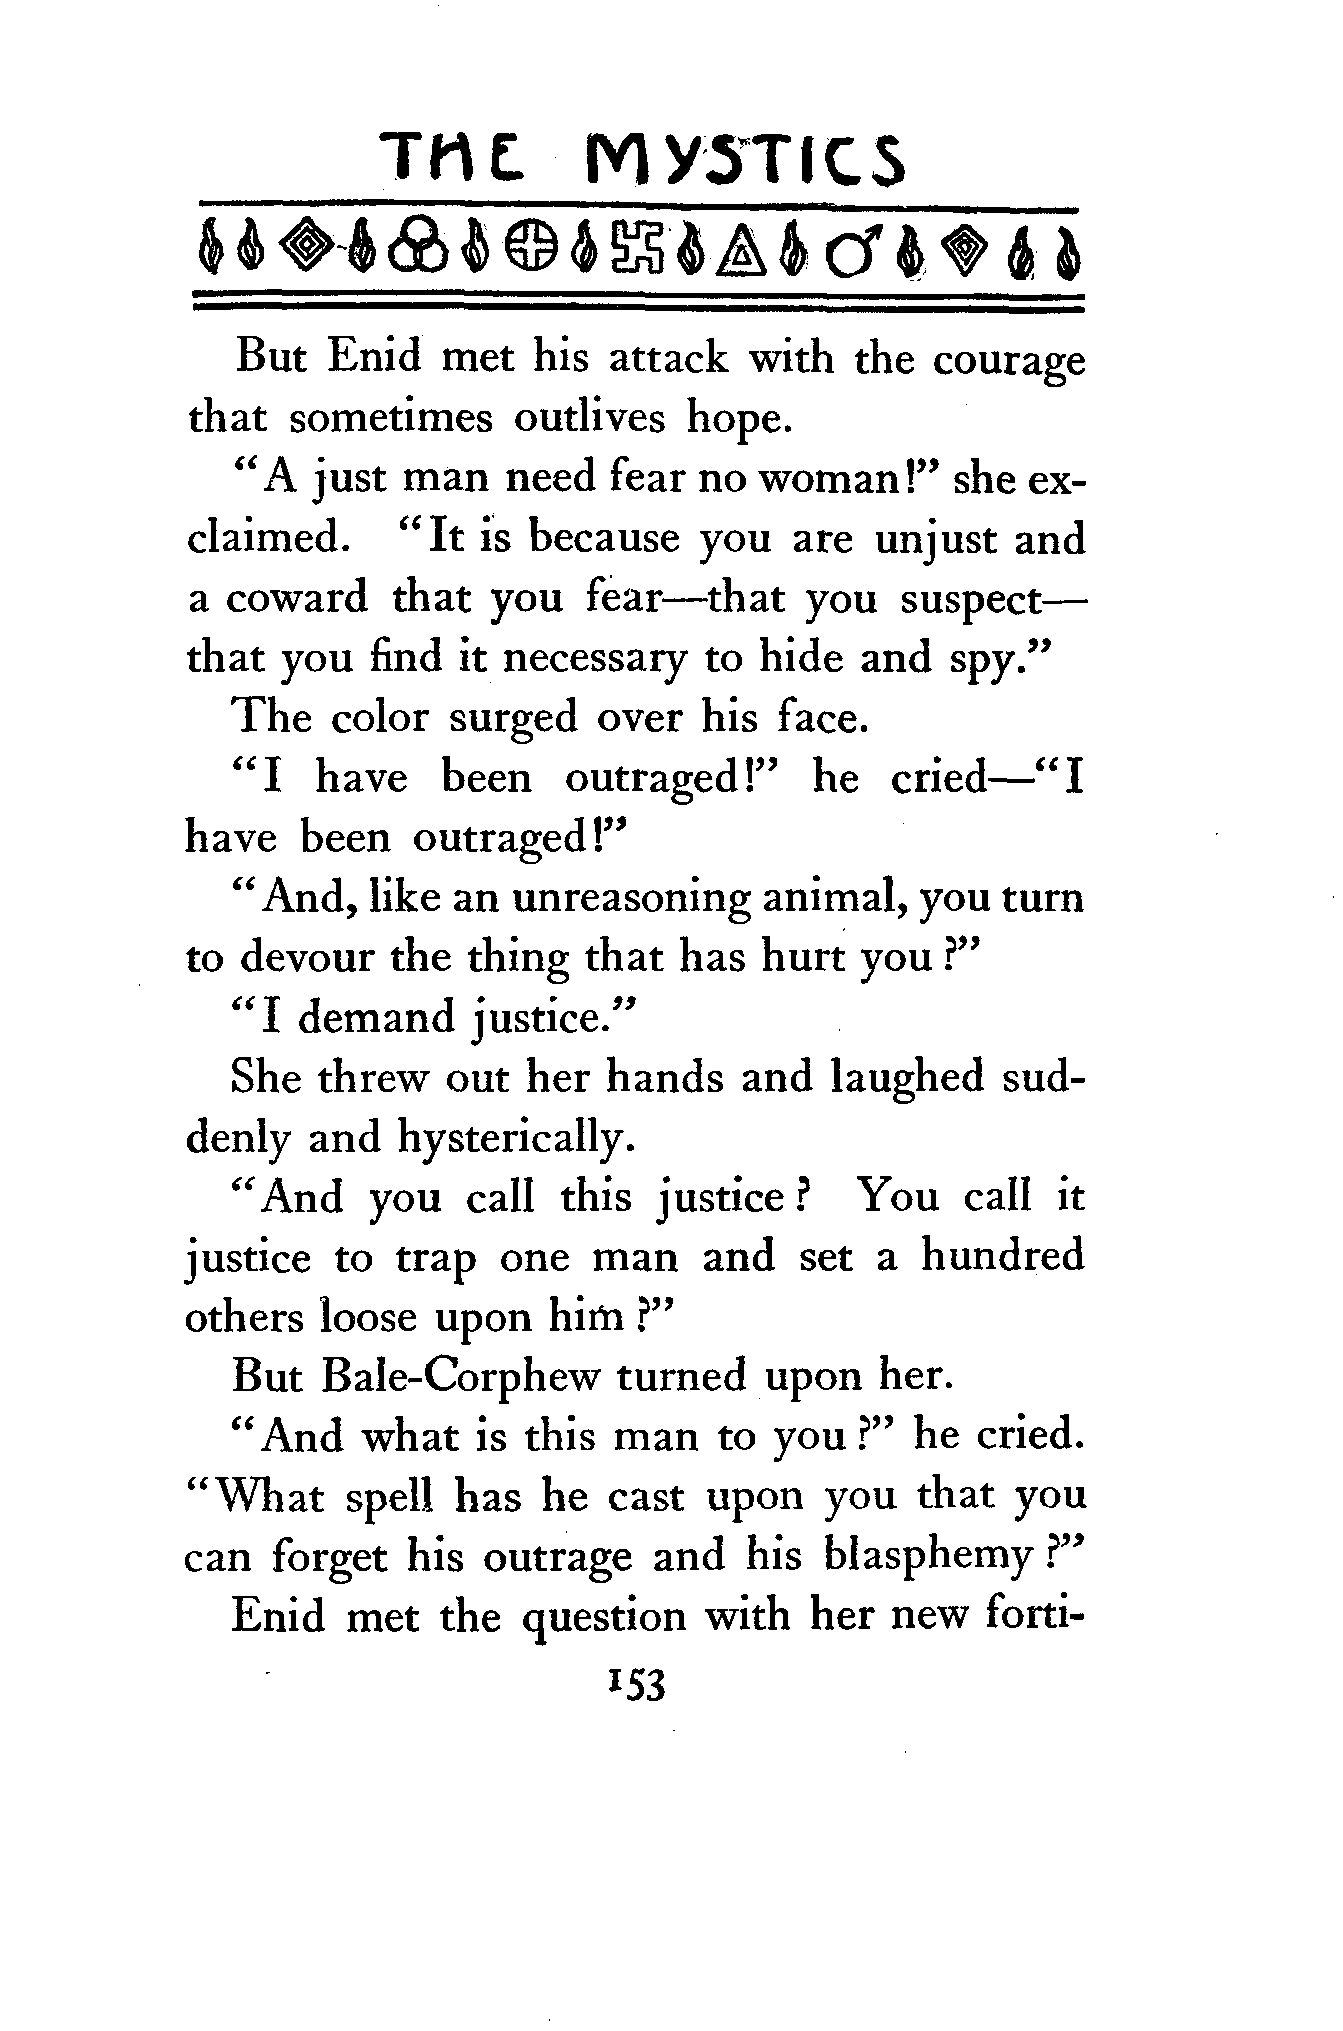 THE MYSTICS
But Enid met his attack with the courage
that sometimes outlives hope.
"A just man need fear no woman!" she ex-
claimed. "It is because you are unjust and
a coward that you fear—that you suspect—
that you find it necessary to hide and spy."
The color surged over his face.
"I have been outraged!" he cried—"I
have been outraged!"
"And, like an unreasoning animal, you turn
to devour the thing that has hurt you?"
"I demand justice."
She threw out her hands and laughed sud-
denly and hysterically.
"And you call this justice? You call it
justice to trap one man and set a hundred
others loose upon him?"
But Bale-Corphew turned upon her.
"And what is this man to you?" he cried.
"What spell has he cast upon you that you
can forget his outrage and his blasphemy?"
Enid met the question with her new forti-
153